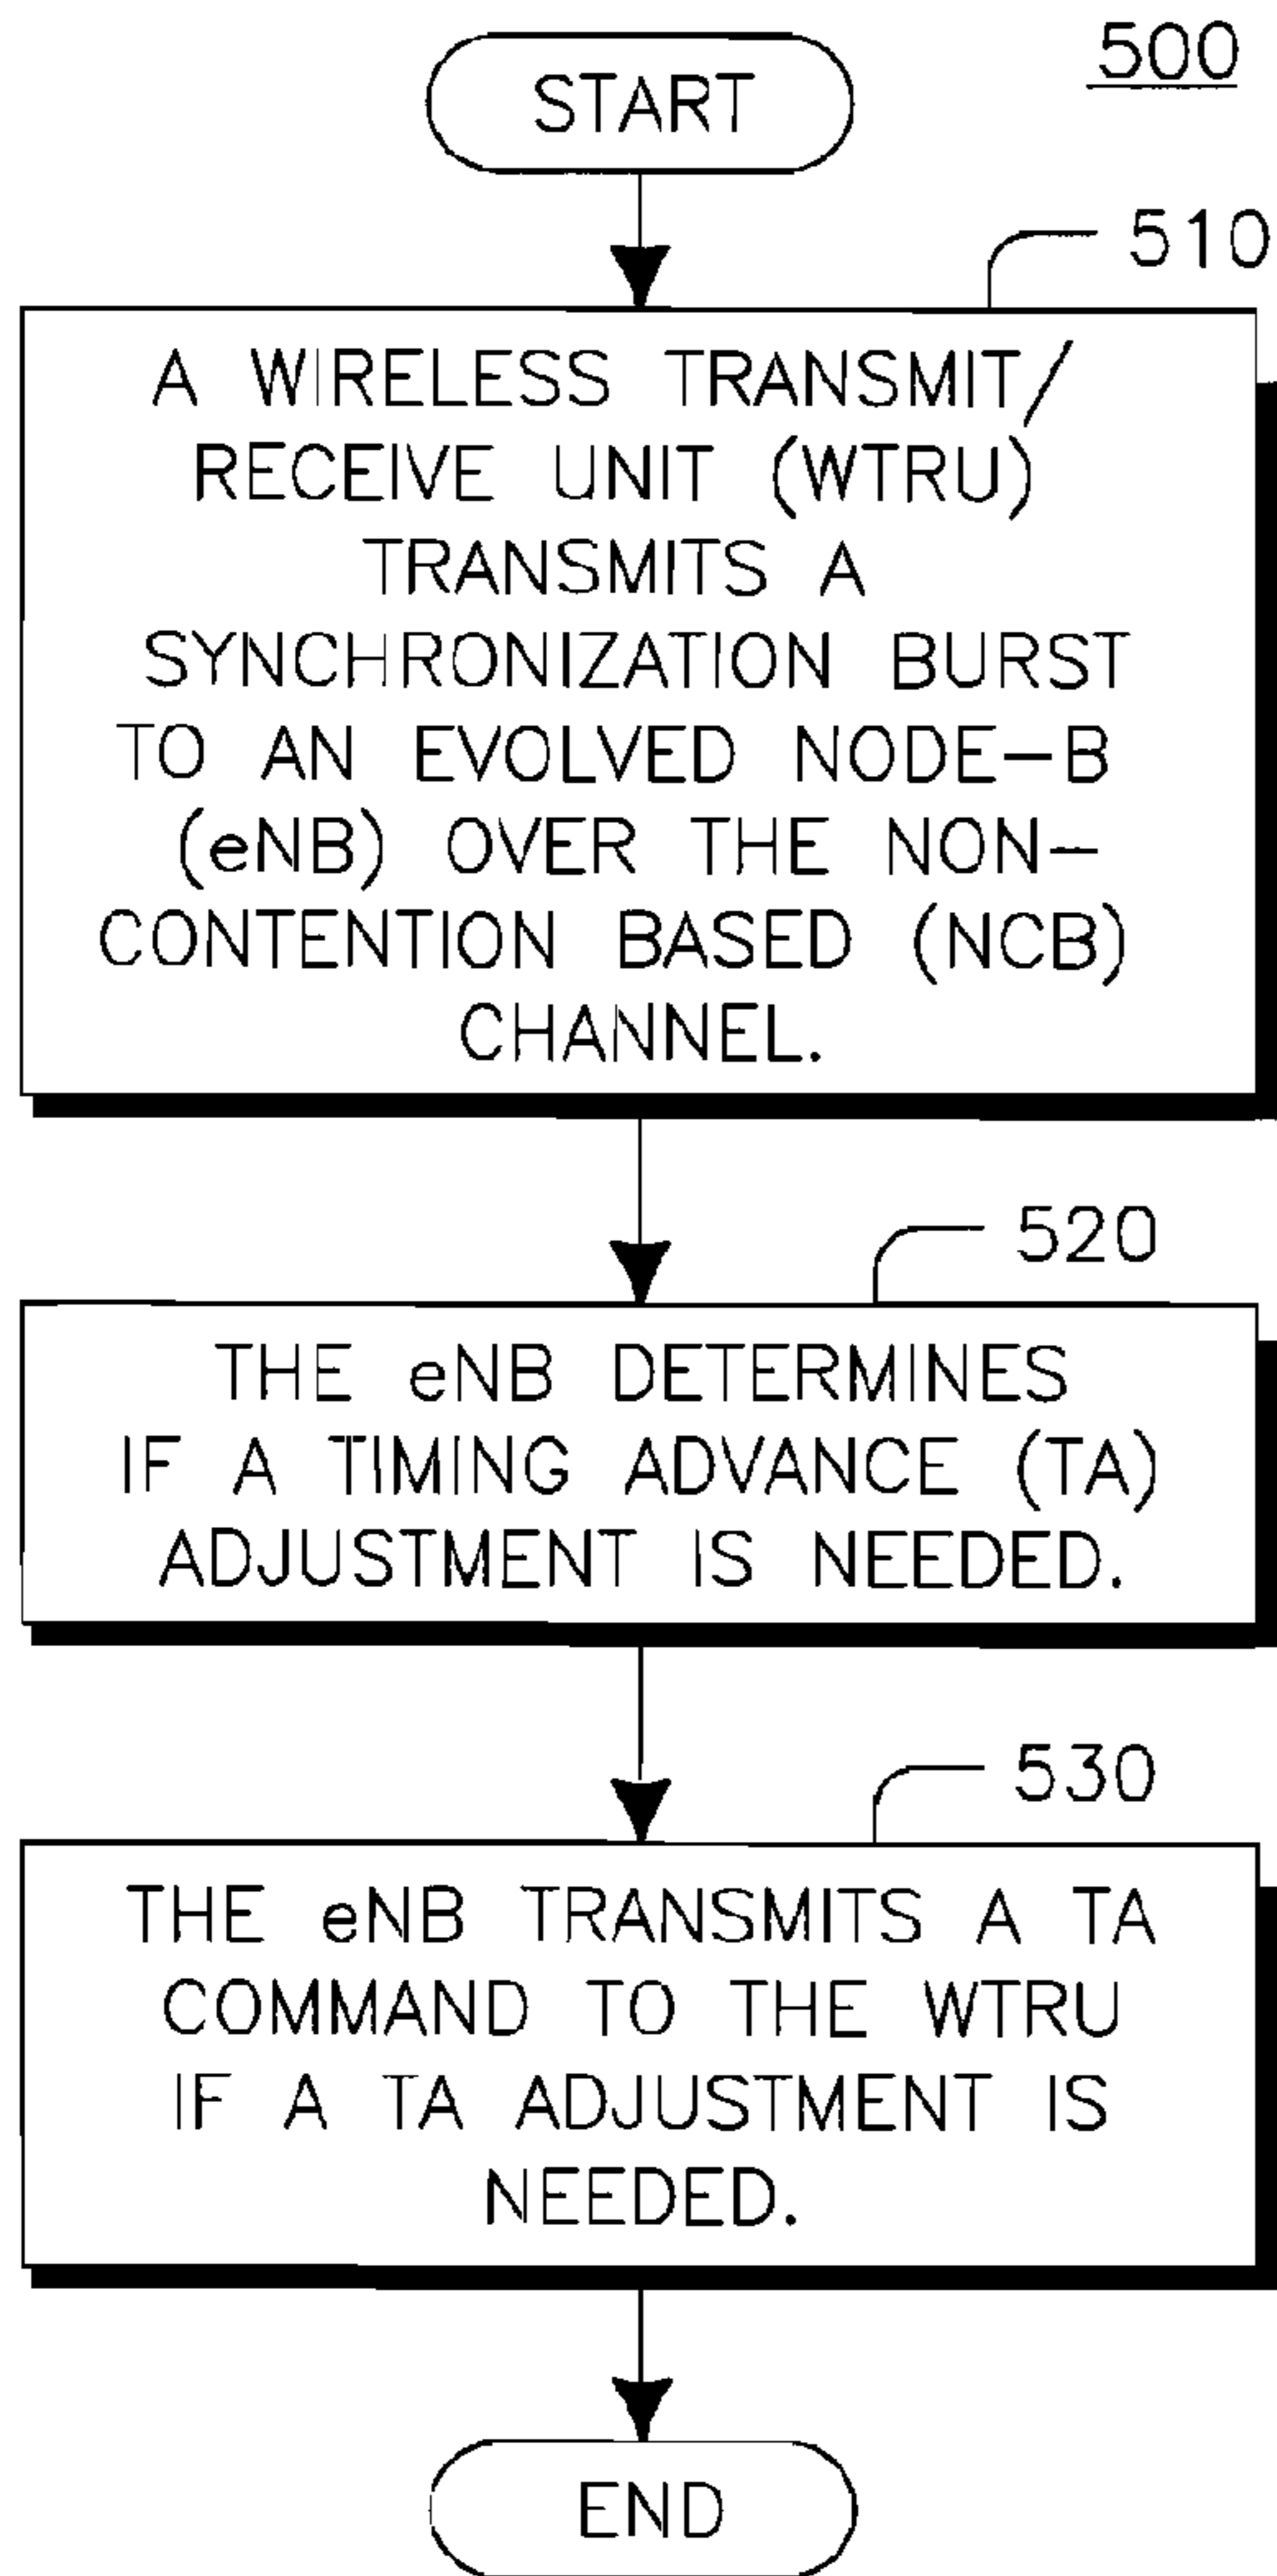 500
START
510
A WIRELESS TRANSMIT/
RECEIVE UNIT (WTRU)
TRANSMITS A
SYNCHRONIZATION BURST
TO AN EVOLVED NODE-B
(eNB) OVER THE NON-
CONTENTION BASED (NCB)
CHANNEL.
520
THE eNB DETERMINES
IF A TIMING ADVANCE (TA)
ADJUSTMENT IS NEEDED.
530
THE eNB TRANSMITS A TA
COMMAND TO THE WTRU
IF A TA ADJUSTMENT IS
NEEDED.
END